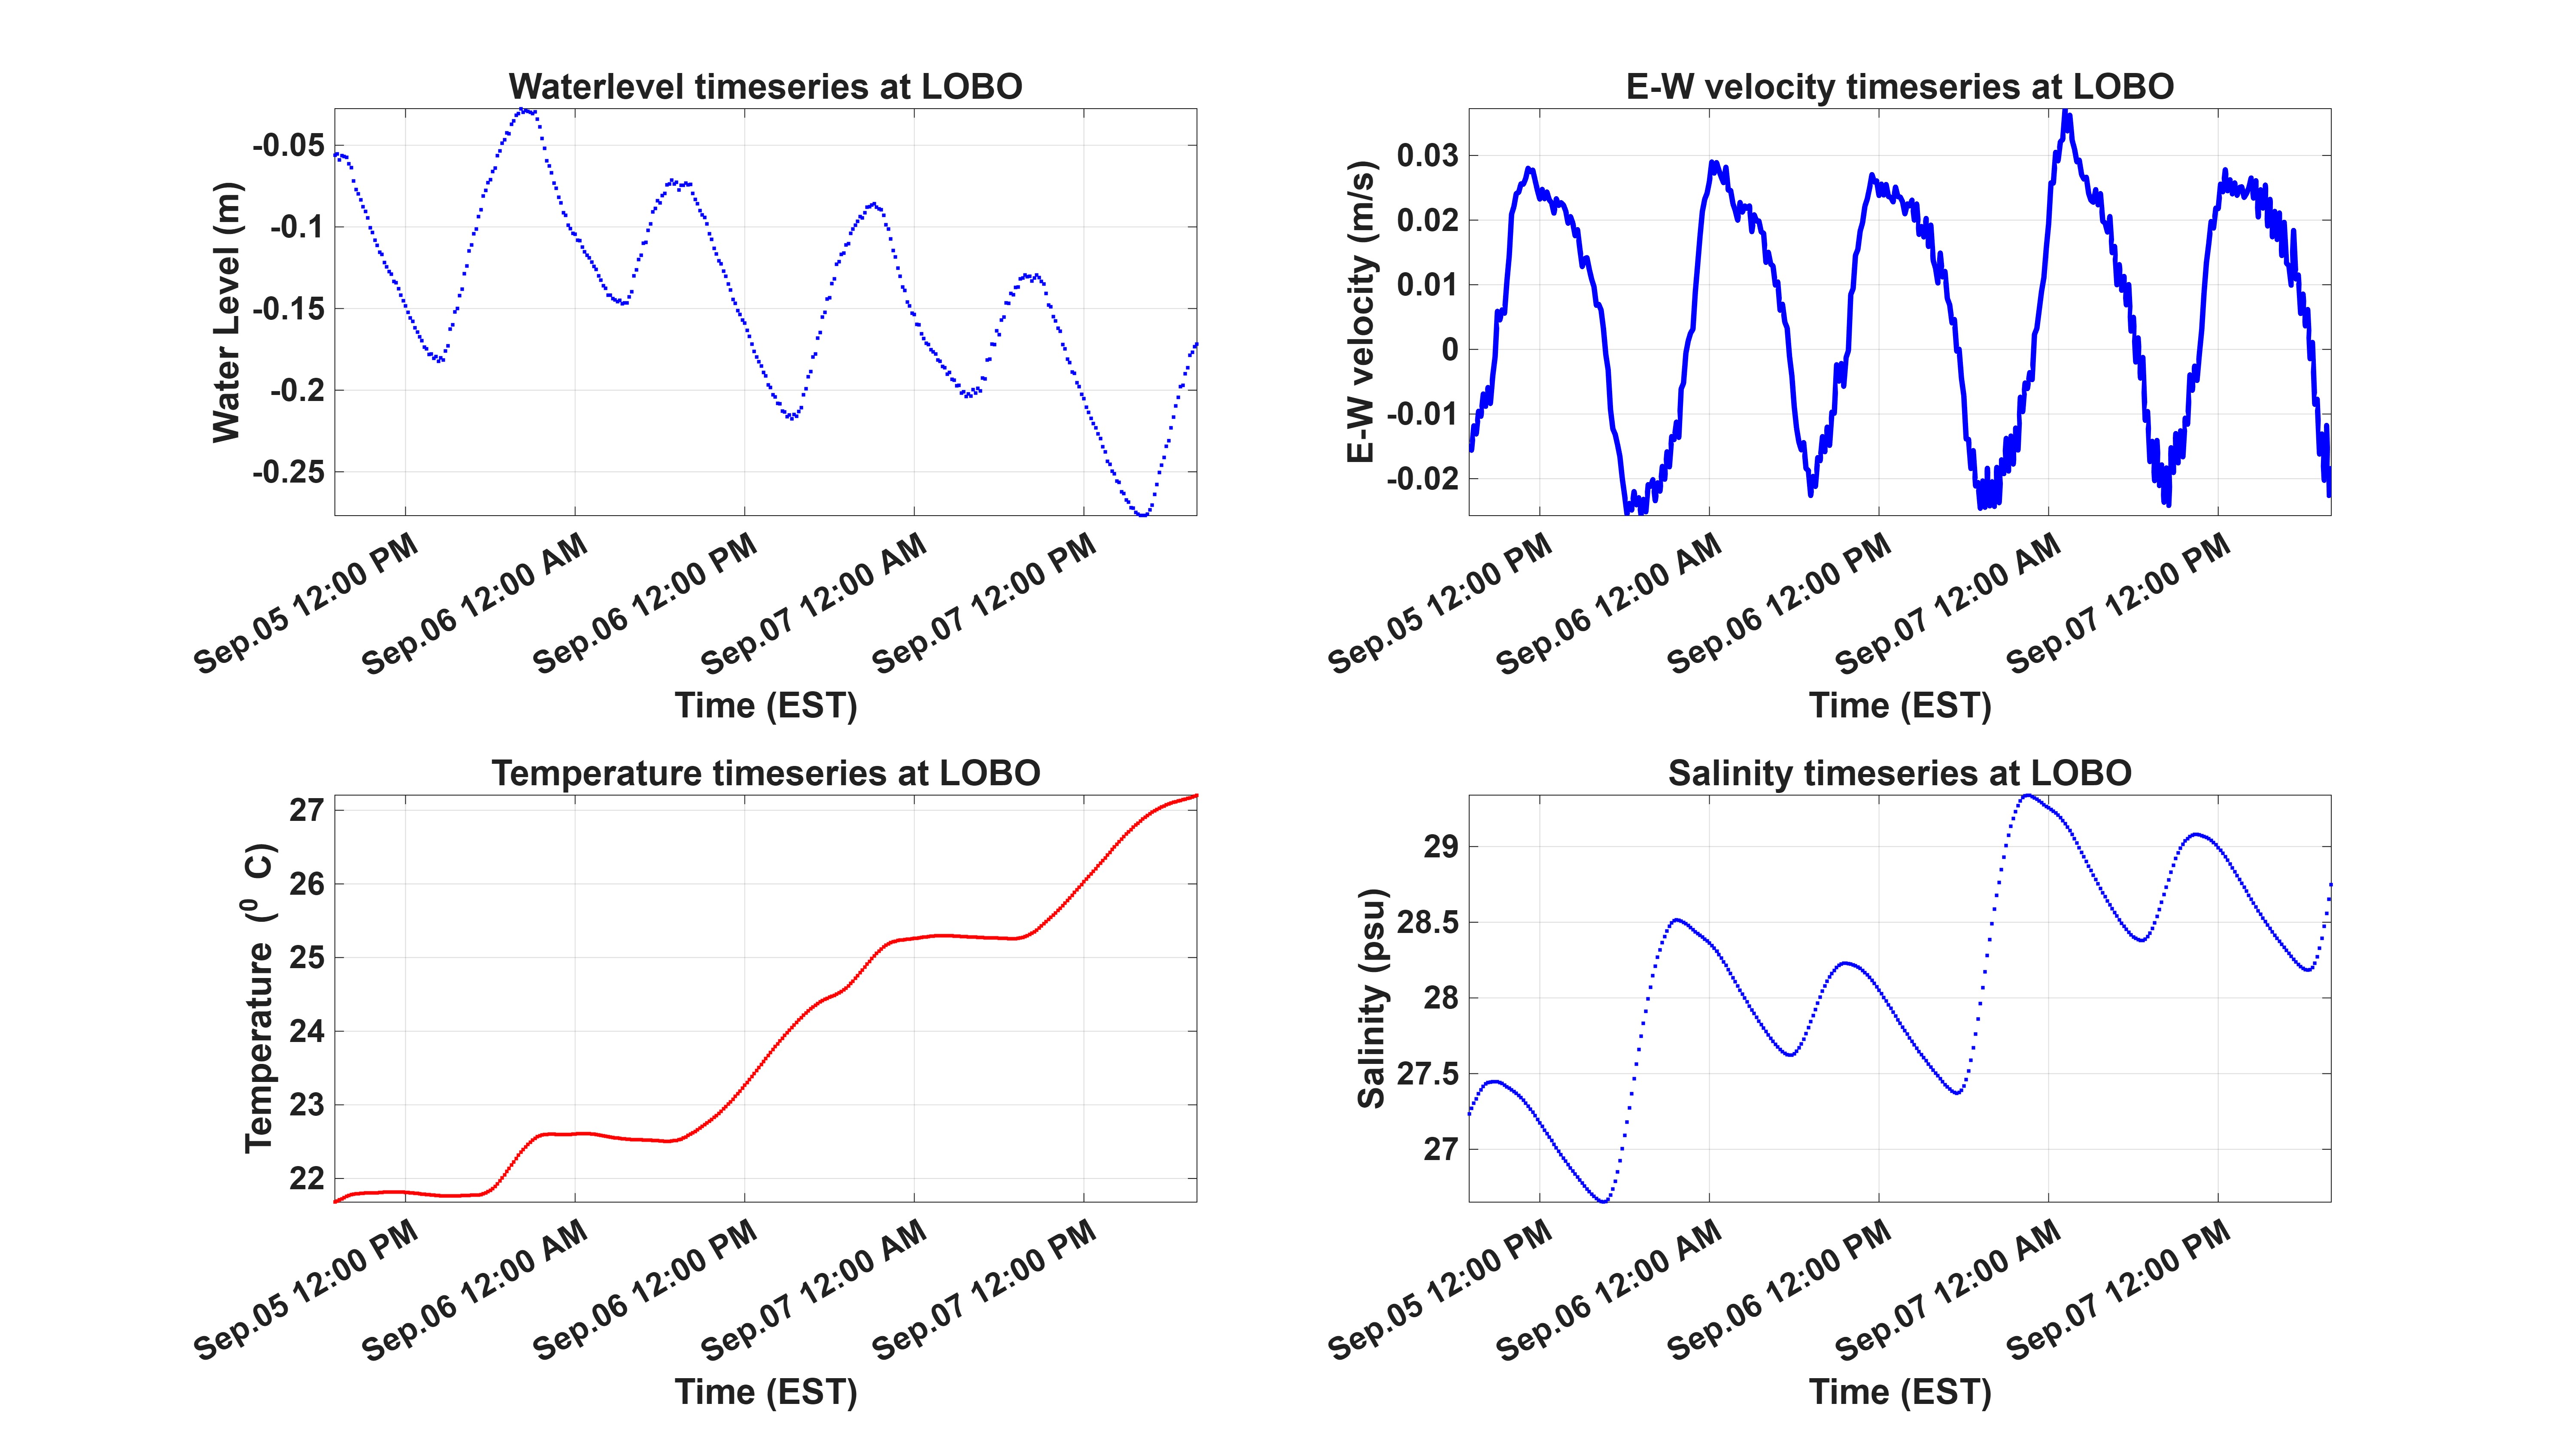 Waterlevel timeseries at LOBO
Water Level (m)
-0.05
-0.1
-0.15
-0.2
-0.25
Sep.05 12:00 PM
Sep.06 12:00 AM
Sep.06 12:00 PM
Sep.07 12:00 AM
Sep.07 12:00 PM
Time (EST)
E-W velocity timeseries at LOBO
E-W velocity (m/s)
0.03
0.02
0.01
0
-0.01
-0.02
Sep.05 12:00 PM
Sep.06 12:00 AM
Sep.06 12:00 PM
Sep.07 12:00 AM
Sep.07 12:00 PM
Time (EST)
Temperature timeseries at LOBO
Temperature (⁰ C)
27
26
25
24
23
22
Sep.05 12:00 PM
Sep.06 12:00 AM
Sep.06 12:00 PM
Sep.07 12:00 AM
Sep.07 12:00 PM
Time (EST)
Salinity timeseries at LOBO
Salinity (psu)
29
28.5
28
27.5
27
Sep.05 12:00 PM
Sep.06 12:00 AM
Sep.06 12:00 PM
Sep.07 12:00 AM
Sep.07 12:00 PM
Time (EST)